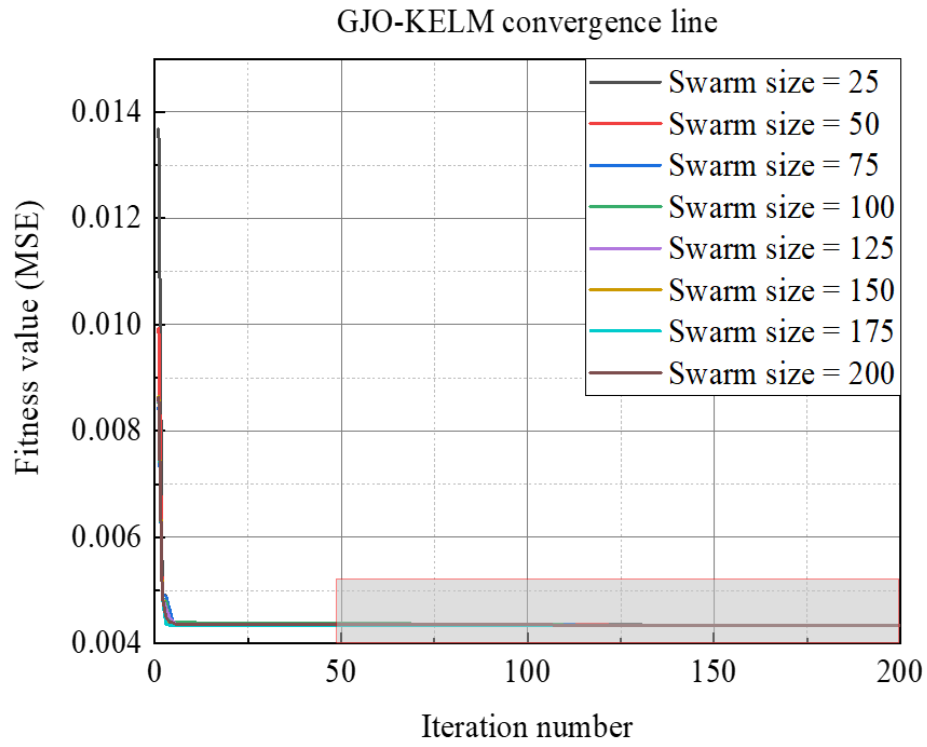 GJO-KELM convergence line
Swarm size = 25
Swarm size = 50
Swarm size = 75
Swarm size = 100
Swarm size = 125
Swarm size = 150
Swarm size = 175
Swarm size = 200
Fitness value (MSE)
0.014
0.012
0.010
0.008
0.006
0.004
0 50 100 150 200
Iteration number